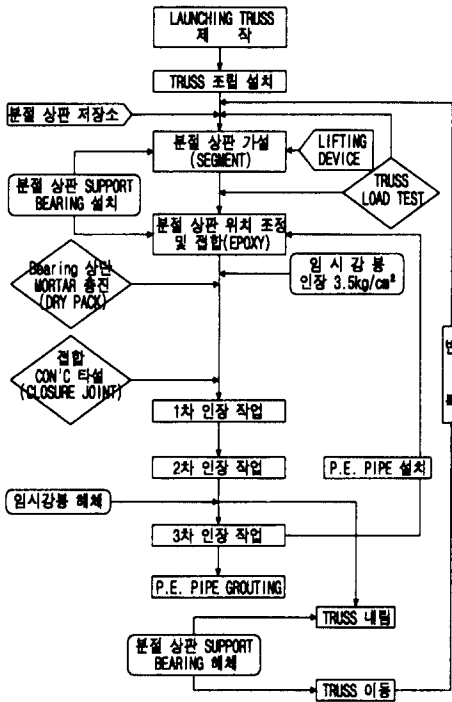 LAUNCHING TRUSS
제 작
TRUSS 조립 설치
분절 상판 저장소
분절 상판 가설
(SEGMENT)
LIFTING
DEVICE
분절 상판 SUPPORT
BEARING 설치
TRUSS
LOAD TEST
분절 상판 위치 조정
및 접합(EPOXY)
Bearing 상단
MORTAR 충진
(DRY PACK)
임 시 강 봉
인장 3.5kg/cm²
접합
CON'C 타설
(CLOSURE JOINT)
반
복
1차 인장 작업
2차 인장 작업
P.E. PIPE 설치
임시강봉 해체
3차 인장 작업
P.E. PIPE GROUTING
TRUSS 내림
분절 상판 SUPPORT
BEARING 해체
TRUSS 이동